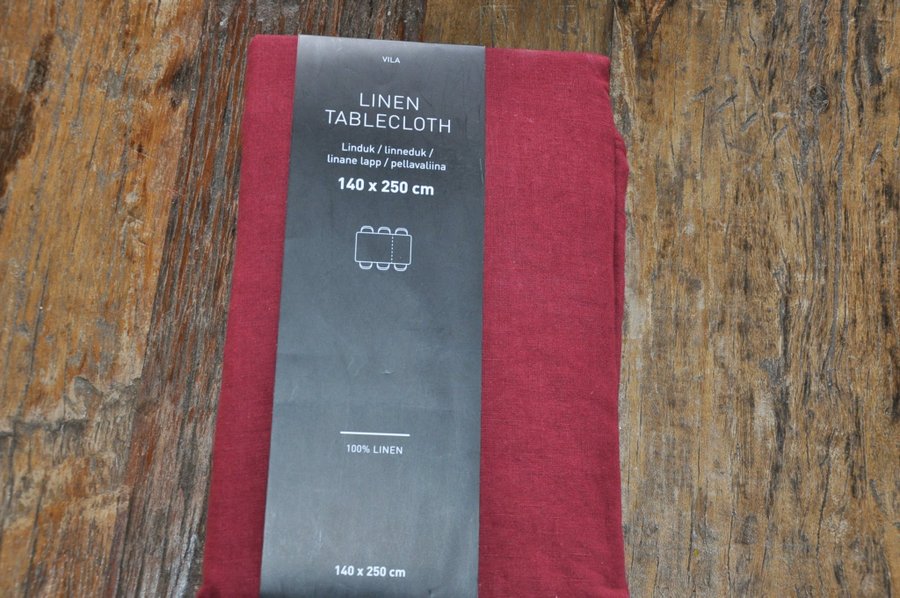 VILA
LINEN
TABLECLOTH
Linduk / linneduk /
linane lapp / pellavaliina
140 x 250 cm
100% LINEN
140 x 250 cm